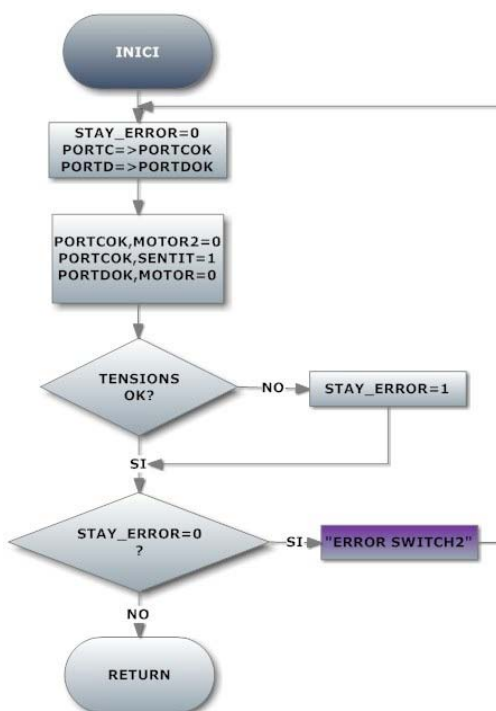 INICI
STAY_ERROR=0
PORTC=>PORTCOK
PORTD=>PORTDOK
PORTCOK,MOTOR2=0
PORTCOK,SENTIT=1
PORTDOK,MOTOR=0
TENSIONS
OK?
NO
STAY_ERROR=1
SI
STAY_ERROR=0
?
SI
"ERROR SWITCH2"
NO
RETURN